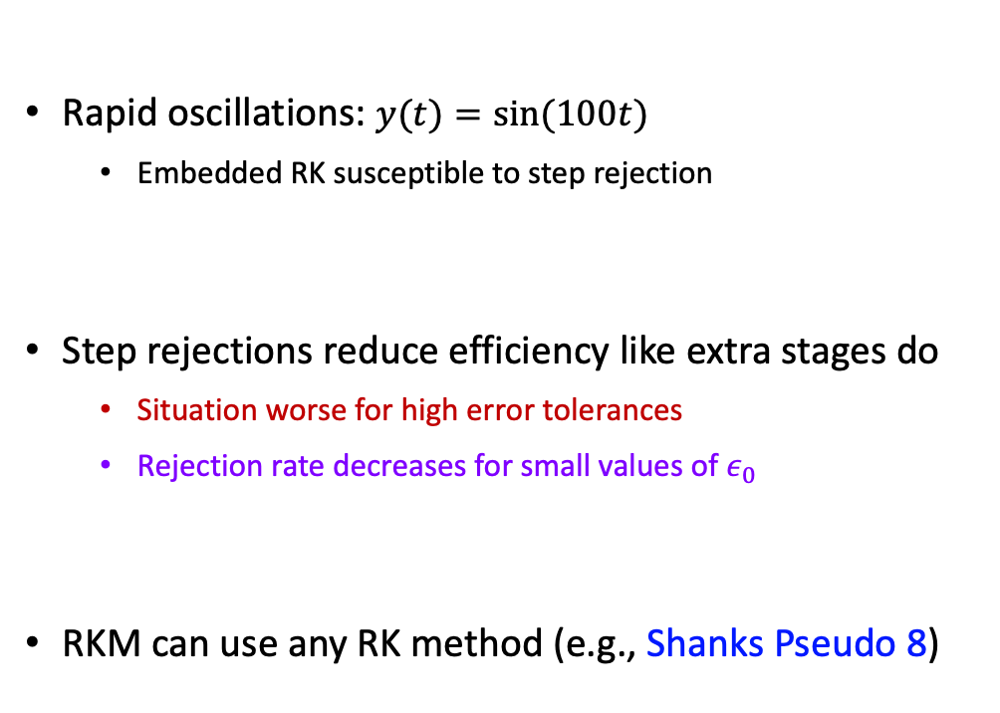 • Rapid oscillations: y(t) = sin(100t)
• Embedded RK susceptible to step rejection
• Step rejections reduce efficiency like extra stages do
• Situation worse for high error tolerances
• Rejection rate decreases for small values of ϵ₀
• RKM can use any RK method (e.g., Shanks Pseudo 8)